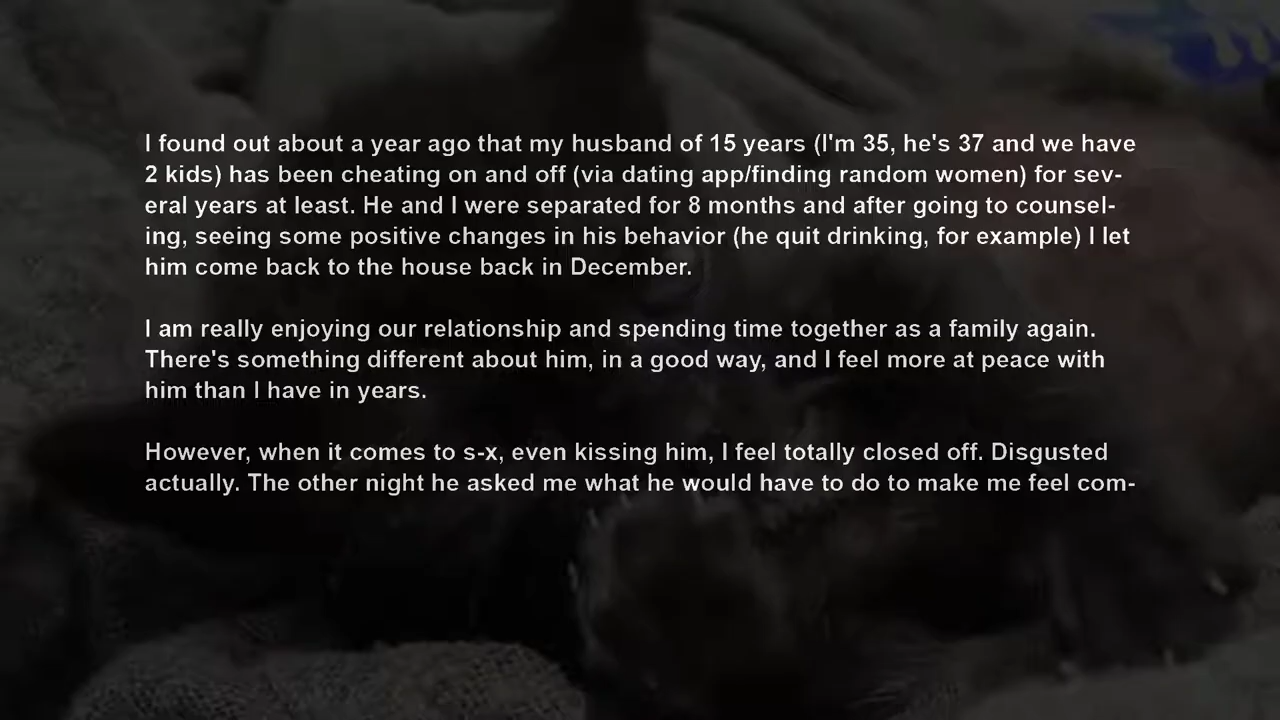 I found out about a year ago that my husband of 15 years (I'm 35, he's 37 and we have
2 kids) has been cheating on and off (via dating app/finding random women) for sev-
eral years at least. He and I were separated for 8 months and after going to counsel-
ing, seeing some positive changes in his behavior (he quit drinking, for example) I let
him come back to the house back in December.
I am really enjoying our relationship and spending time together as a family again.
There's something different about him, in a good way, and I feel more at peace with
him than I have in years.
However, when it comes to s-x, even kissing him, I feel totally closed off. Disgusted
actually. The other night he asked me what he would have to do to make me feel com-